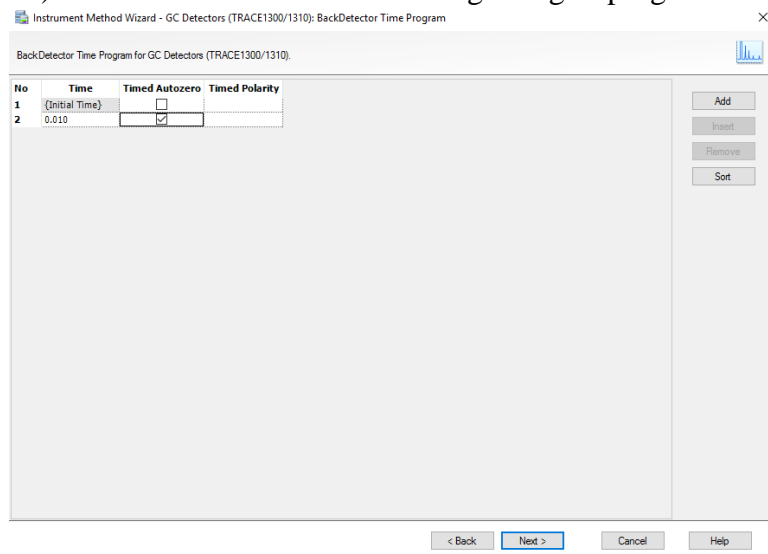 Instrument Method Wizard - GC Detectors (TRACE1300/1310): BackDetector Time Program
BackDetector Time Program for GC Detectors (TRACE1300/1310).
No Time Timed Autozero Timed Polarity
1 {Initial Time}
2 0.010
Add
Insert
Remove
Sort
< Back Next > Cancel Help